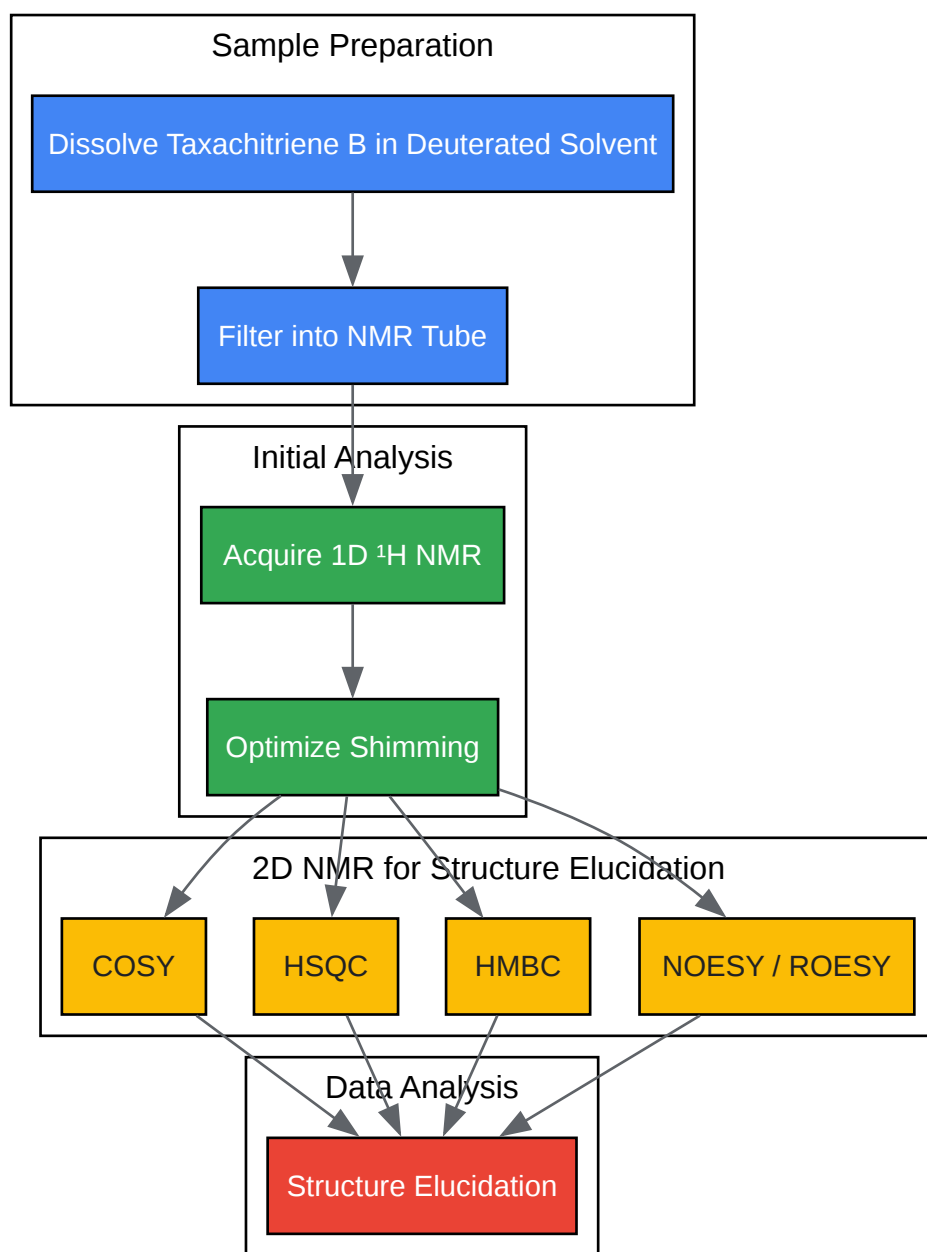 Sample Preparation
Dissolve Taxachitriene B in Deuterated Solvent
Filter into NMR Tube
Initial Analysis
Acquire 1D ¹H NMR
Optimize Shimming
2D NMR for Structure Elucidation
COSY
HSQC
HMBC
NOESY / ROESY
Data Analysis
Structure Elucidation